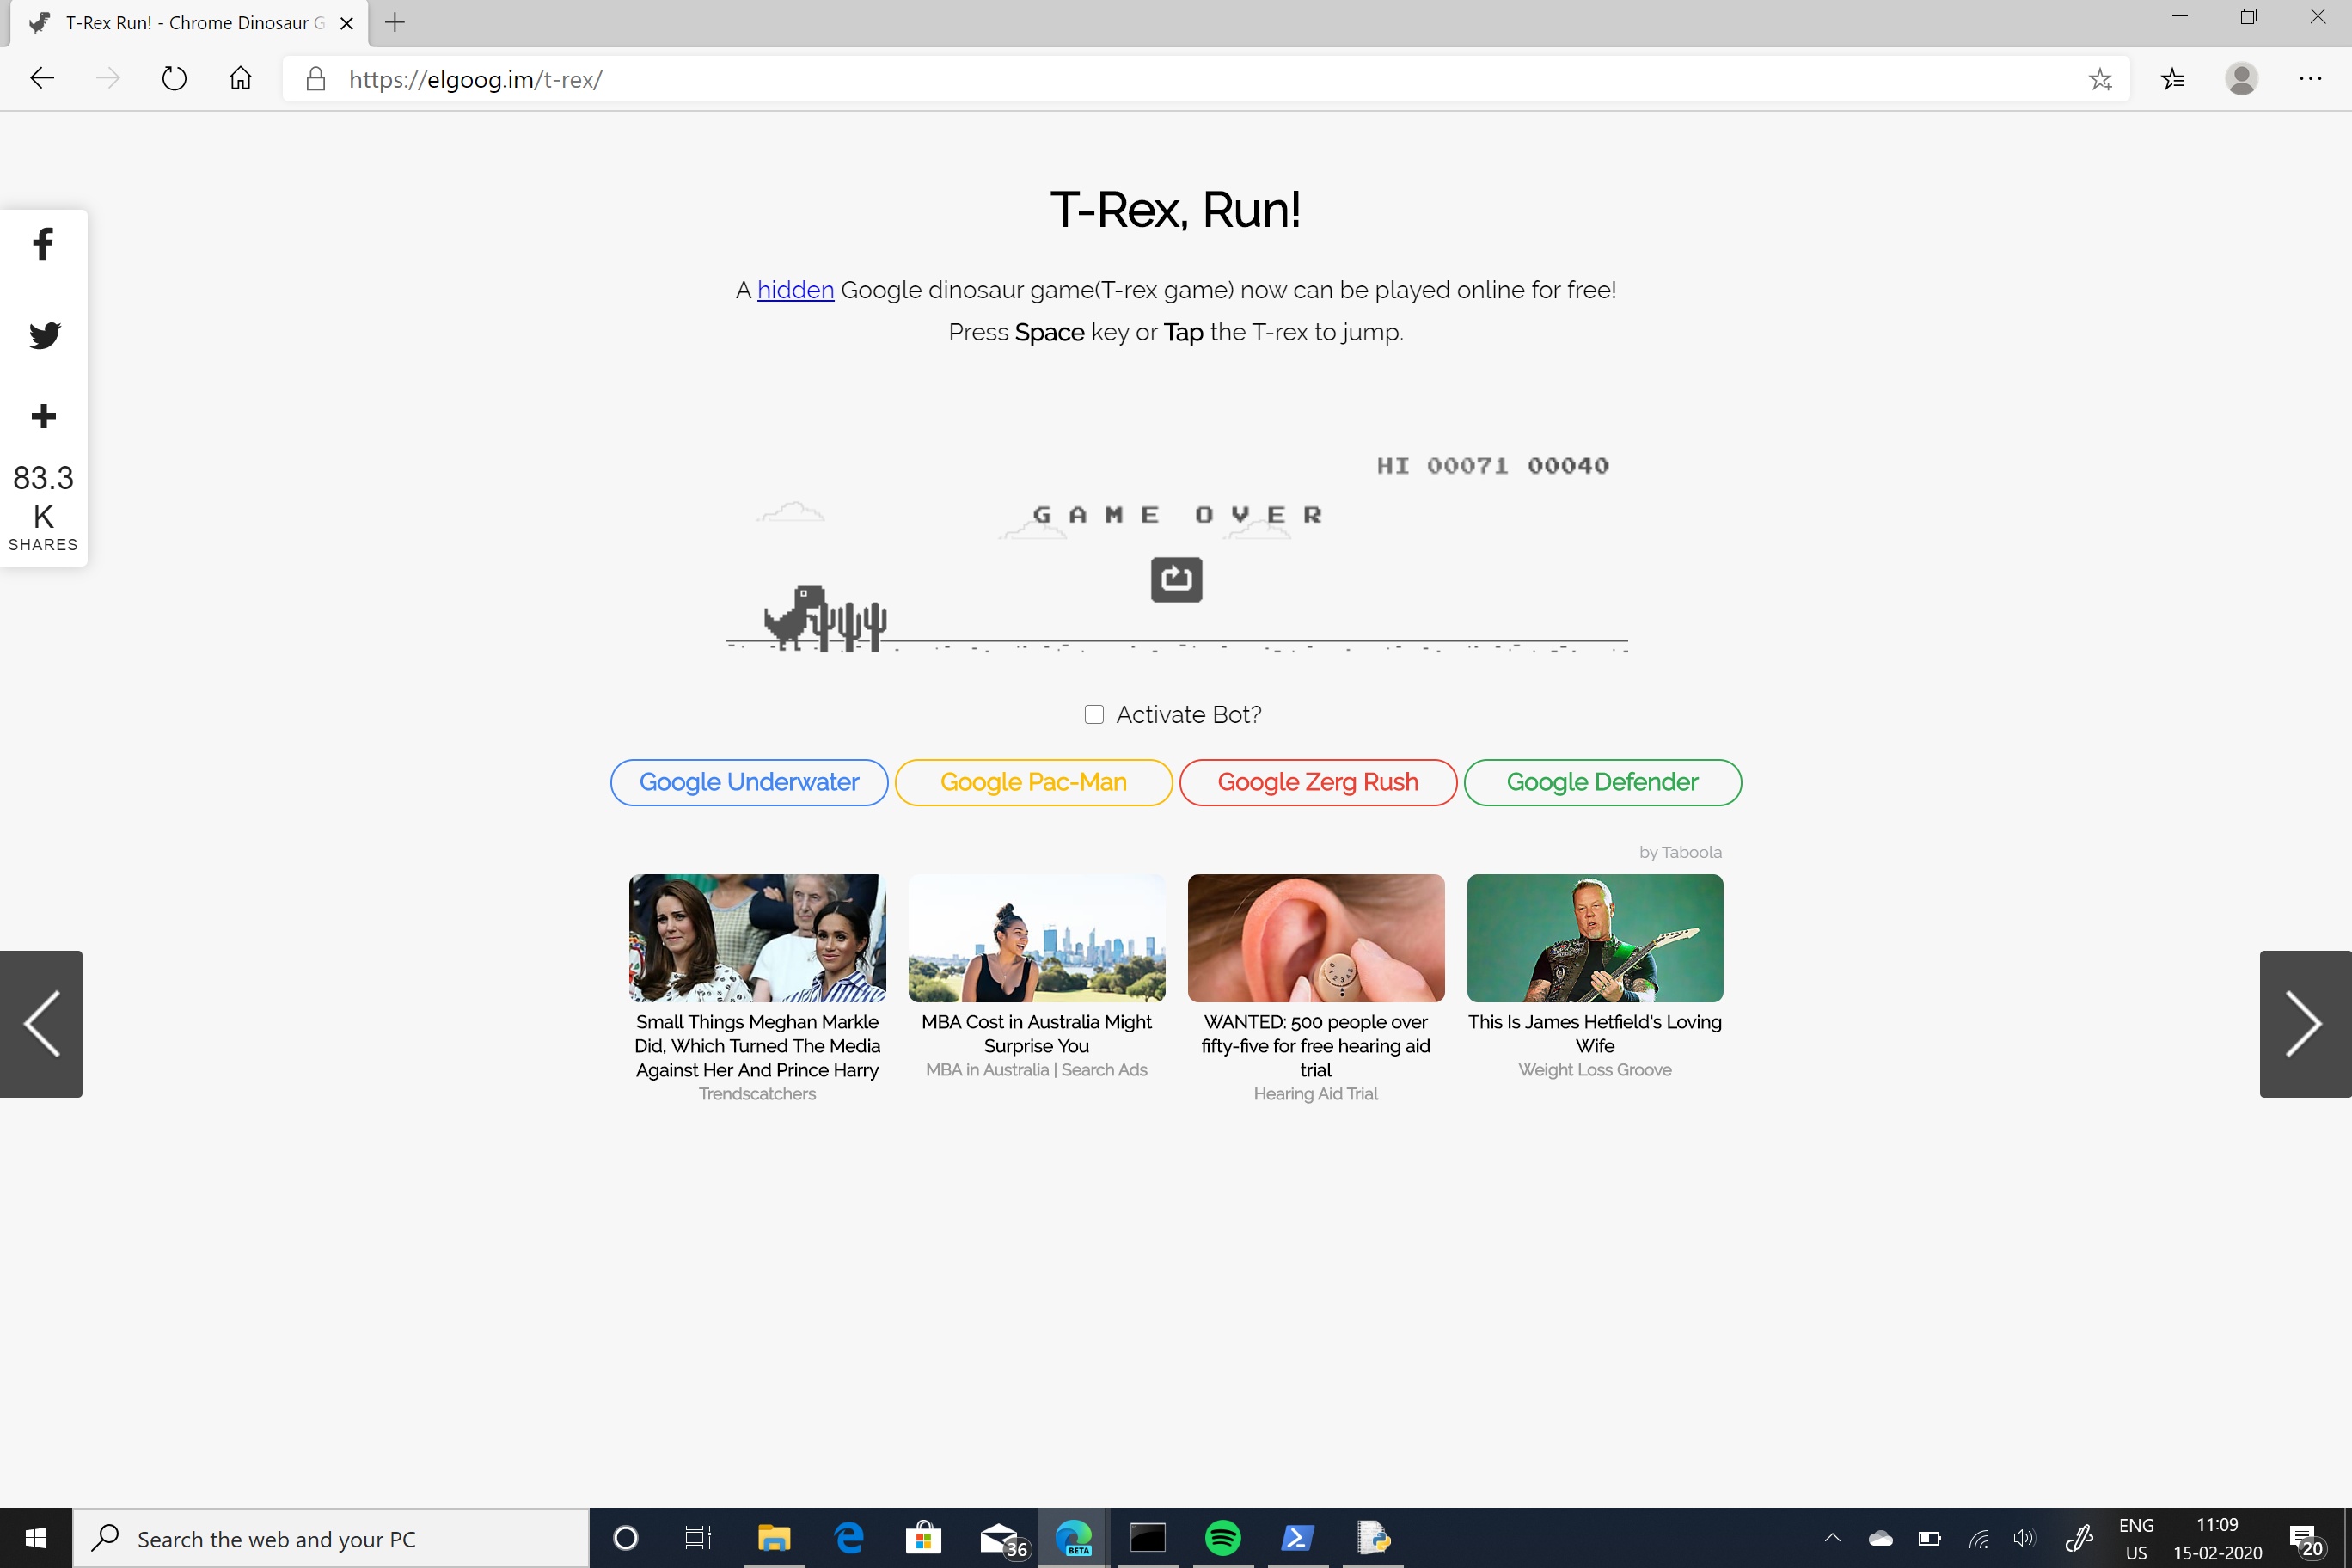 T-Rex Run! - Chrome Dinosaur G
https://elgoog.im/t-rex/
T-Rex, Run!
A hidden Google dinosaur game(T-rex game) now can be played online for free!
Press Space key or Tap the T-rex to jump.
83.3
K
SHARES
HI 00071 00040
GAME OVER
Activate Bot?
Google Underwater
Google Pac-Man
Google Zerg Rush
Google Defender
by Taboola
Small Things Meghan Markle
Did, Which Turned The Media
Against Her And Prince Harry
Trendscatchers
MBA Cost in Australia Might
Surprise You
MBA in Australia | Search Ads
WANTED: 500 people over
fifty-five for free hearing aid
trial
Hearing Aid Trial
This Is James Hetfield's Loving
Wife
Weight Loss Groove
Search the web and your PC
36
BETA
ENG
US
11:09
15-02-2020
20